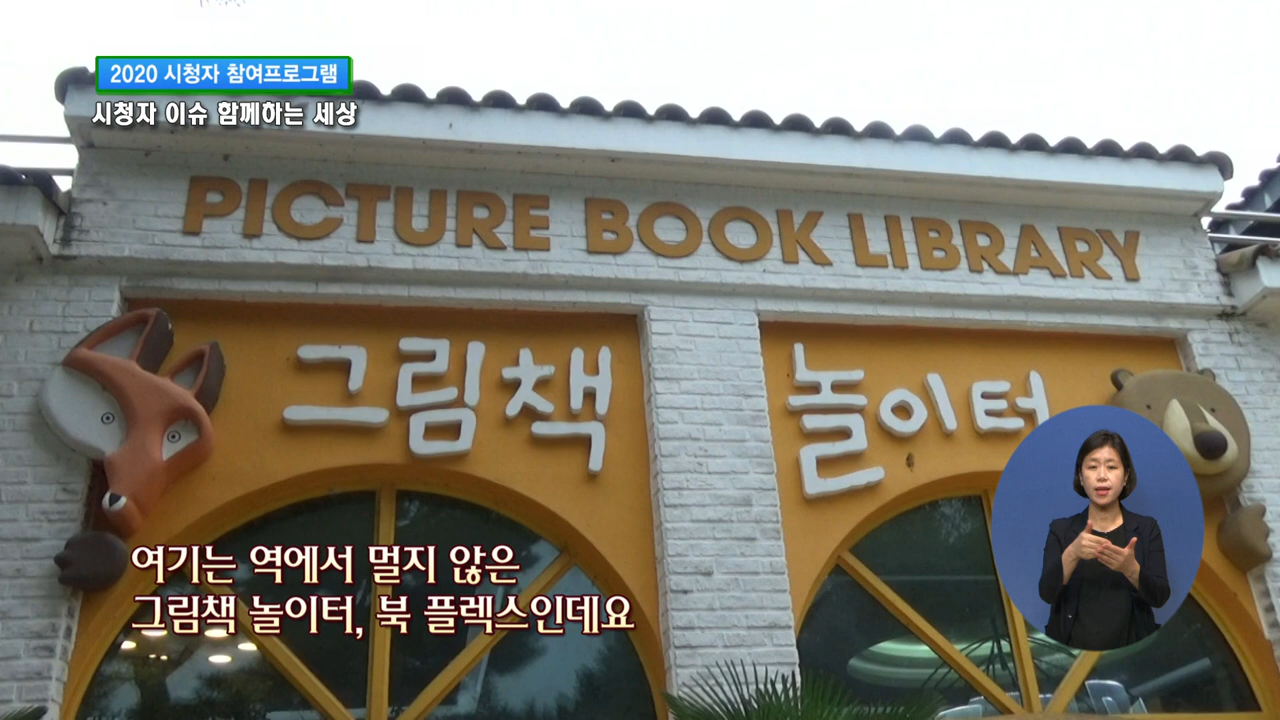 2020 시청자 참여프로그램
시청자 이슈 함께하는 세상
PICTURE BOOK LIBRARY
그림책 놀이터
여기는 역에서 멀지 않은
그림책 놀이터, 북 플렉스인데요